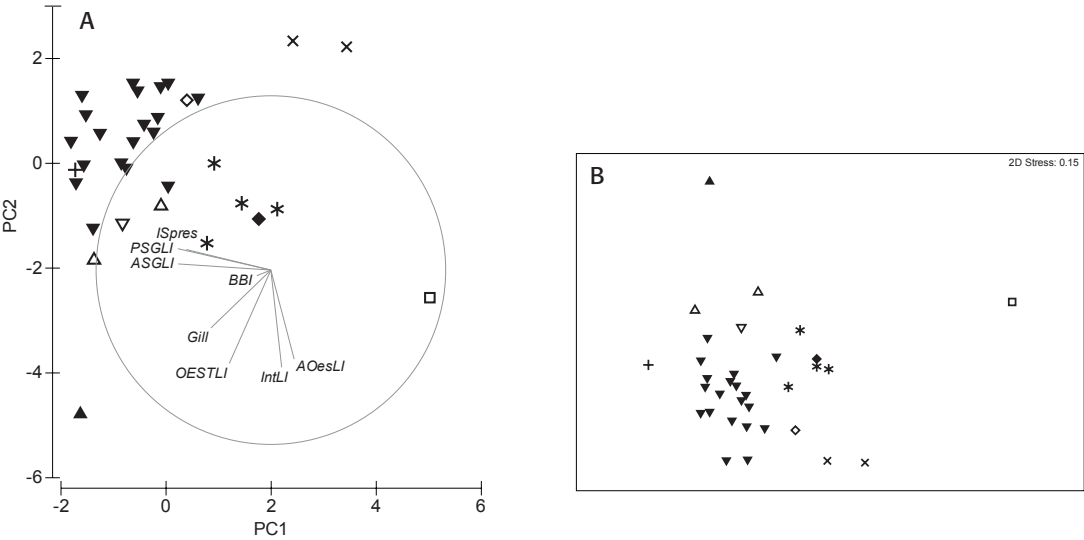 A
2
0
-2
-4
-6
PC2
ISpres
PSGLI
ASGLI
BBI
Gill
OESTLI
IntLI
AOesLI
-2
0
2
4
6
PC1
B
2D Stress: 0.15